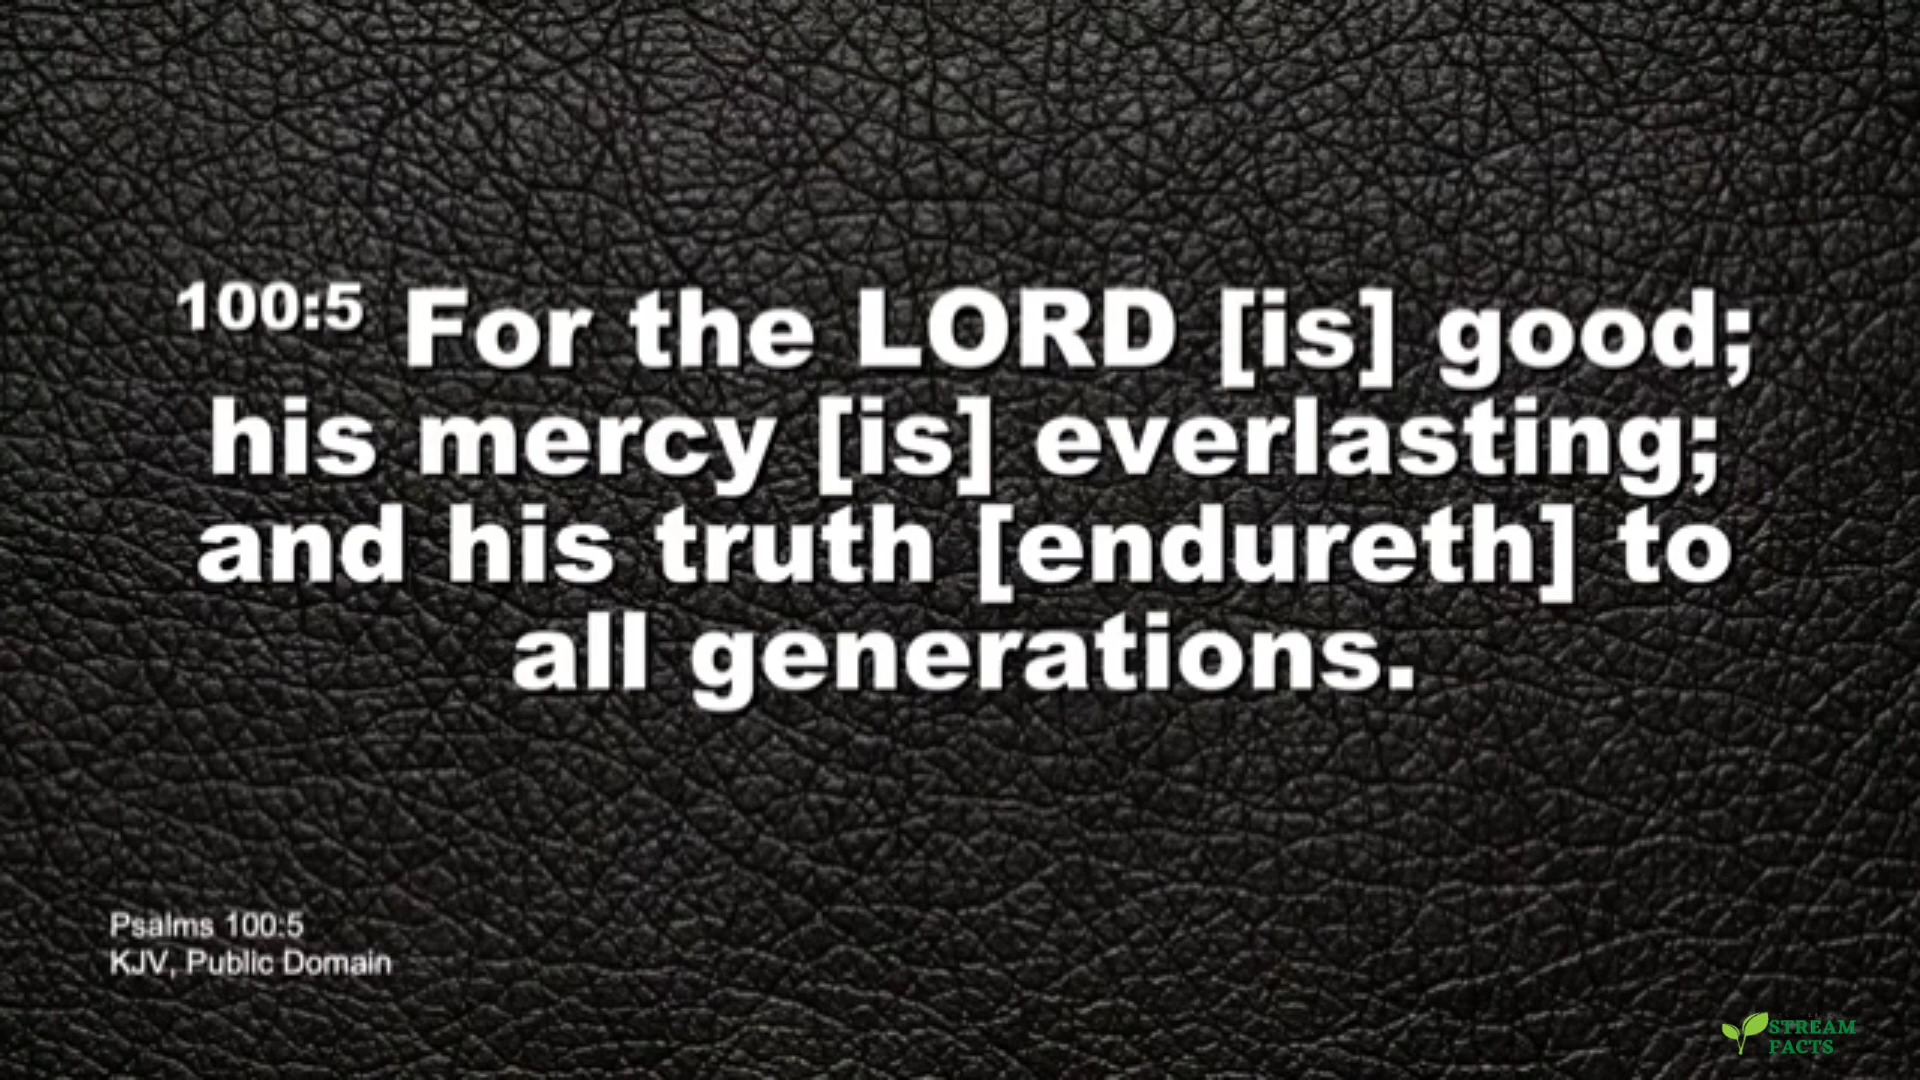 100:5 For the LORD [is] good;
his mercy [is] everlasting;
and his truth [endureth] to
all generations.
Psalms 100:5
KJV, Public Domain
STREAM
FACTS